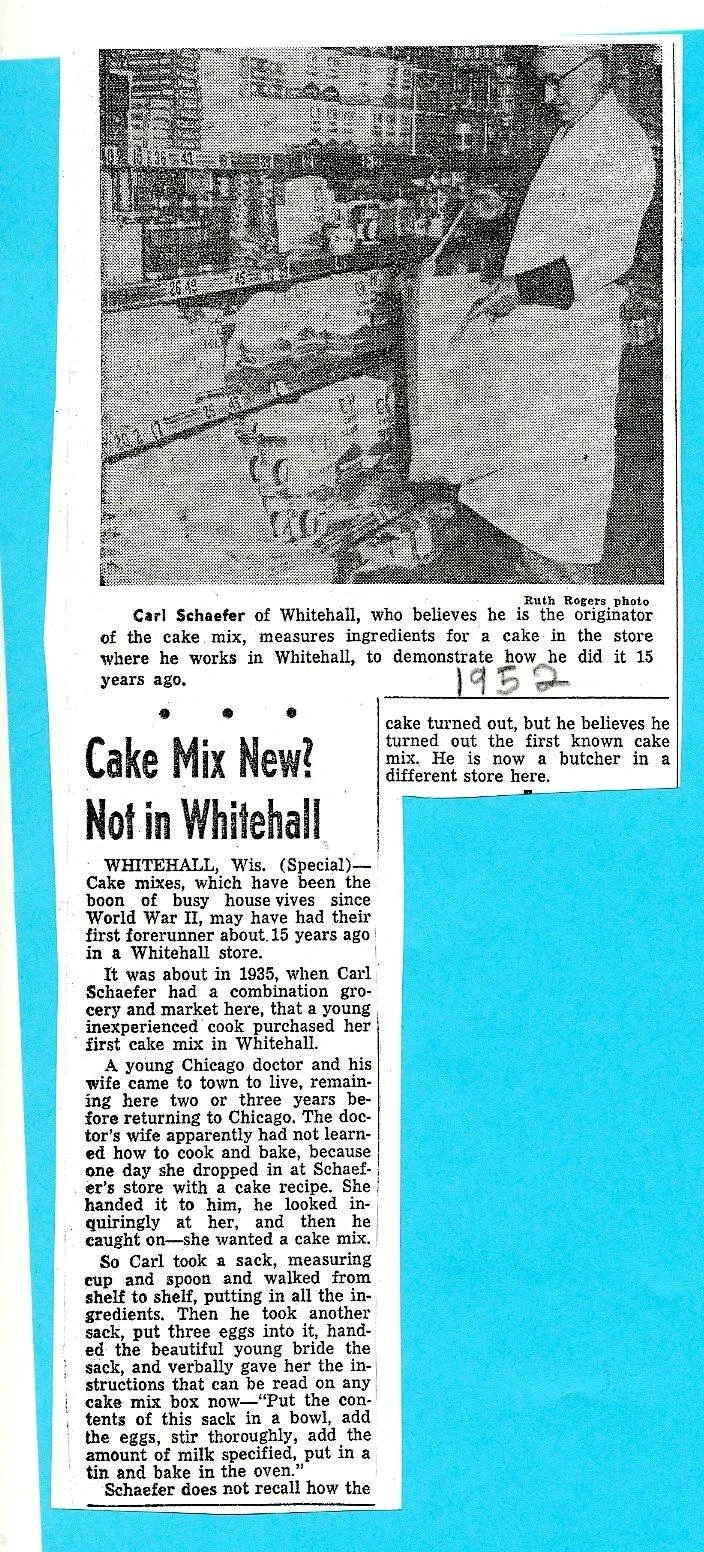 Ruth Rogers photo
Carl Schaefer of Whitehall, who believes he is the originator
of the cake mix, measures ingredients for a cake in the store
where he works in Whitehall, to demonstrate how he did it 15
years ago.
1952
Cake Mix New?
Not in Whitehall
WHITEHALL, Wis. (Special)—
Cake mixes, which have been the
boon of busy house vives since
World War II, may have had their
first forerunner about 15 years ago
in a Whitehall store.
It was about in 1935, when Carl
Schaefer had a combination gro-
cery and market here, that a young
inexperienced cook purchased her
first cake mix in Whitehall.
A young Chicago doctor and his
wife came to town to live, remain-
ing here two or three years be-
fore returning to Chicago. The doc-
tor's wife apparently had not learn-
ed how to cook and bake, because
one day she dropped in at Schaef-
er's store with a cake recipe. She
handed it to him, he looked in-
quiringly at her, and then he
caught on—she wanted a cake mix.
So Carl took a sack, measuring
cup and spoon and walked from
shelf to shelf, putting in all the in-
gredients. Then he took another
sack, put three eggs into it, hand-
ed the beautiful young bride the
sack, and verbally gave her the in-
structions that can be read on any
cake mix box now—"Put the con-
tents of this sack in a bowl, add
the eggs, stir thoroughly, add the
amount of milk specified, put in a
tin and bake in the oven."
Schaefer does not recall how the
cake turned out, but he believes he
turned out the first known cake
mix. He is now a butcher in a
different store here.